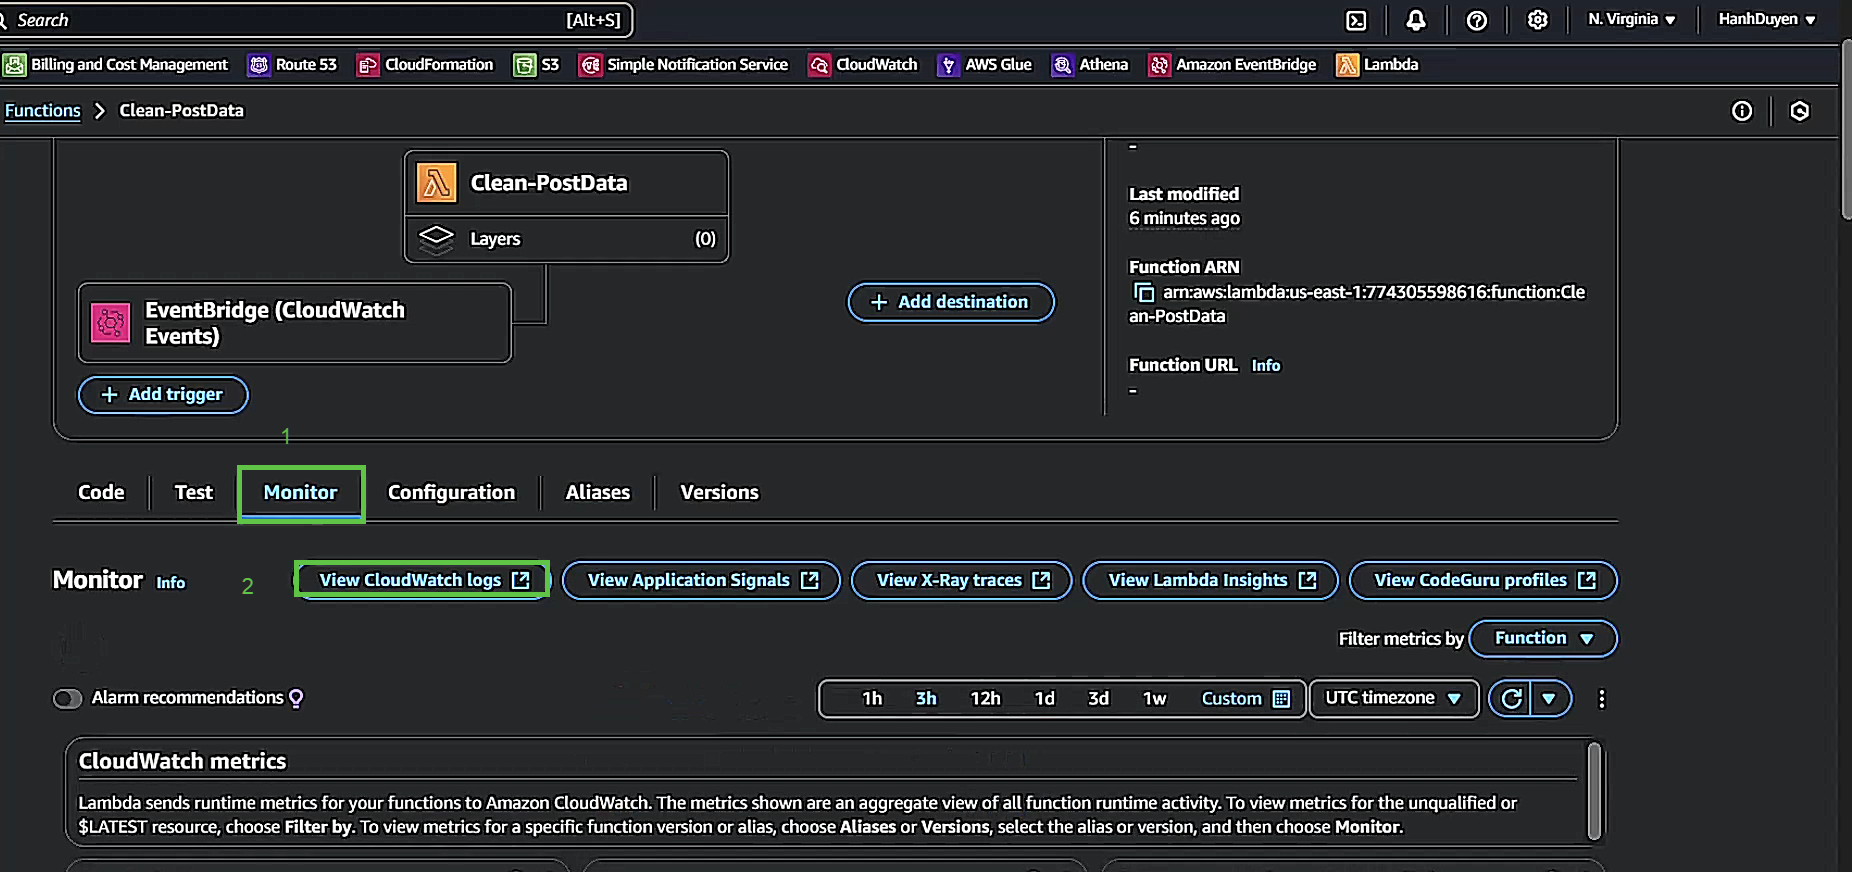 Search [Alt+S] N. Virginia HanhDuyen
Billing and Cost Management Route 53 CloudFormation S3 Simple Notification Service CloudWatch AWS Glue Athena Amazon EventBridge Lambda
Functions > Clean-PostData
Clean-PostData
Layers (0)
EventBridge (CloudWatch
Events)
+ Add trigger
+ Add destination
-
Last modified
6 minutes ago
Function ARN
arn:aws:lambda:us-east-1:774305598616:function:Cle
an-PostData
Function URL Info
-
1
Code Test Monitor Configuration Aliases Versions
Monitor Info 2 View CloudWatch logs View Application Signals View X-Ray traces View Lambda Insights View CodeGuru profiles
Filter metrics by Function
Alarm recommendations 1h 3h 12h 1d 3d 1w Custom UTC timezone
CloudWatch metrics
Lambda sends runtime metrics for your functions to Amazon CloudWatch. The metrics shown are an aggregate view of all function runtime activity. To view metrics for the unqualified or
$LATEST resource, choose Filter by. To view metrics for a specific function version or alias, choose Aliases or Versions, select the alias or version, and then choose Monitor.